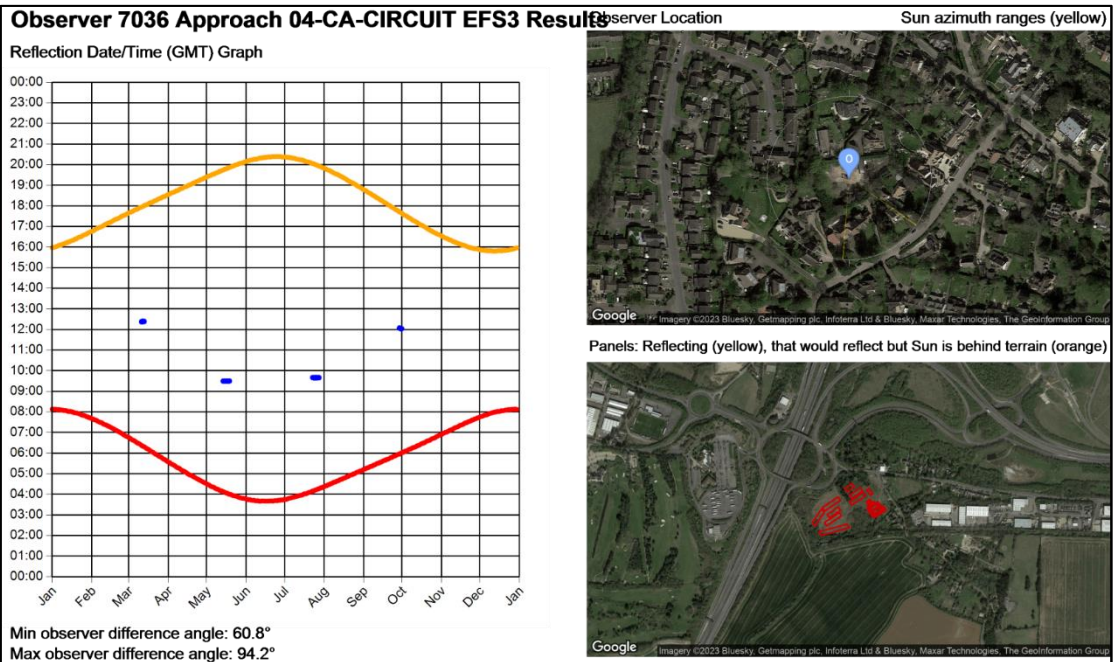 Observer 7036 Approach 04-CA-CIRCUIT EFS3 Results
Observer Location
Sun azimuth ranges (yellow)
Reflection Date/Time (GMT) Graph
00:00
23:00
22:00
21:00
20:00
19:00
18:00
17:00
16:00
15:00
14:00
13:00
12:00
11:00
10:00
09:00
08:00
07:00
06:00
05:00
04:00
03:00
02:00
01:00
00:00
Jan Feb Mar Apr May Jun Jul Aug Sep Oct Nov Dec Jan
Min observer difference angle: 60.8°
Max observer difference angle: 94.2°
O
Google
Imagery ©2023 Bluesky, Getmapping plc, Infoterra Ltd & Bluesky, Maxar Technologies, The GeoInformation Group
Panels: Reflecting (yellow), that would reflect but Sun is behind terrain (orange)
Google
Imagery ©2023 Bluesky, Getmapping plc, Infoterra Ltd & Bluesky, Maxar Technologies, The GeoInformation Group